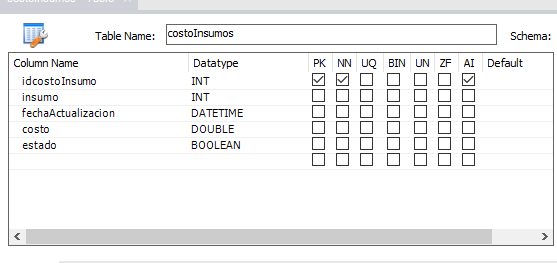 Table Name: costoInsumos Schema:
Column Name Datatype PK NN UQ BIN UN ZF AI Default
idcostoInsumo INT
insumo INT
fechaActualizacion DATETIME
costo DOUBLE
estado BOOLEAN